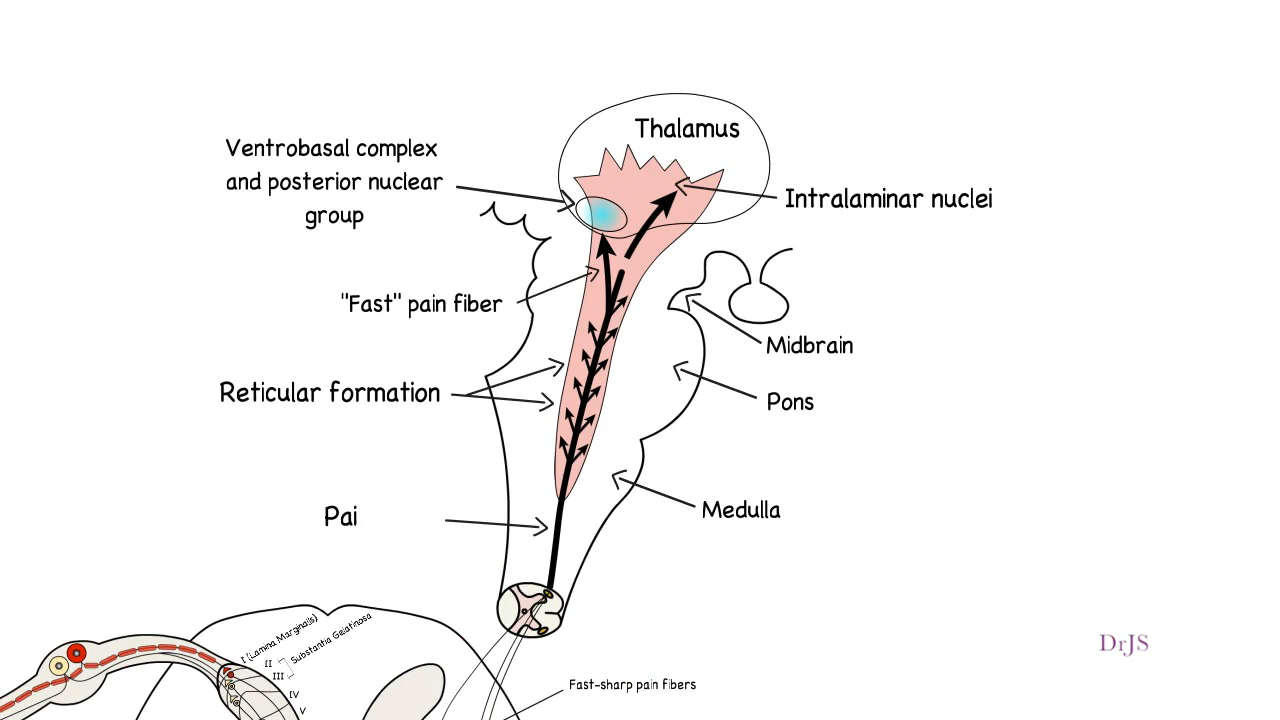 Thalamus
Ventrobasal complex
and posterior nuclear
group
Intralaminar nuclei
"Fast" pain fiber
Midbrain
Reticular formation
Pons
Medulla
Pai
I (Lamina Marginalis)
II
III
Substantia Gelatinosa
IV
V
Fast-sharp pain fibers
DrJS